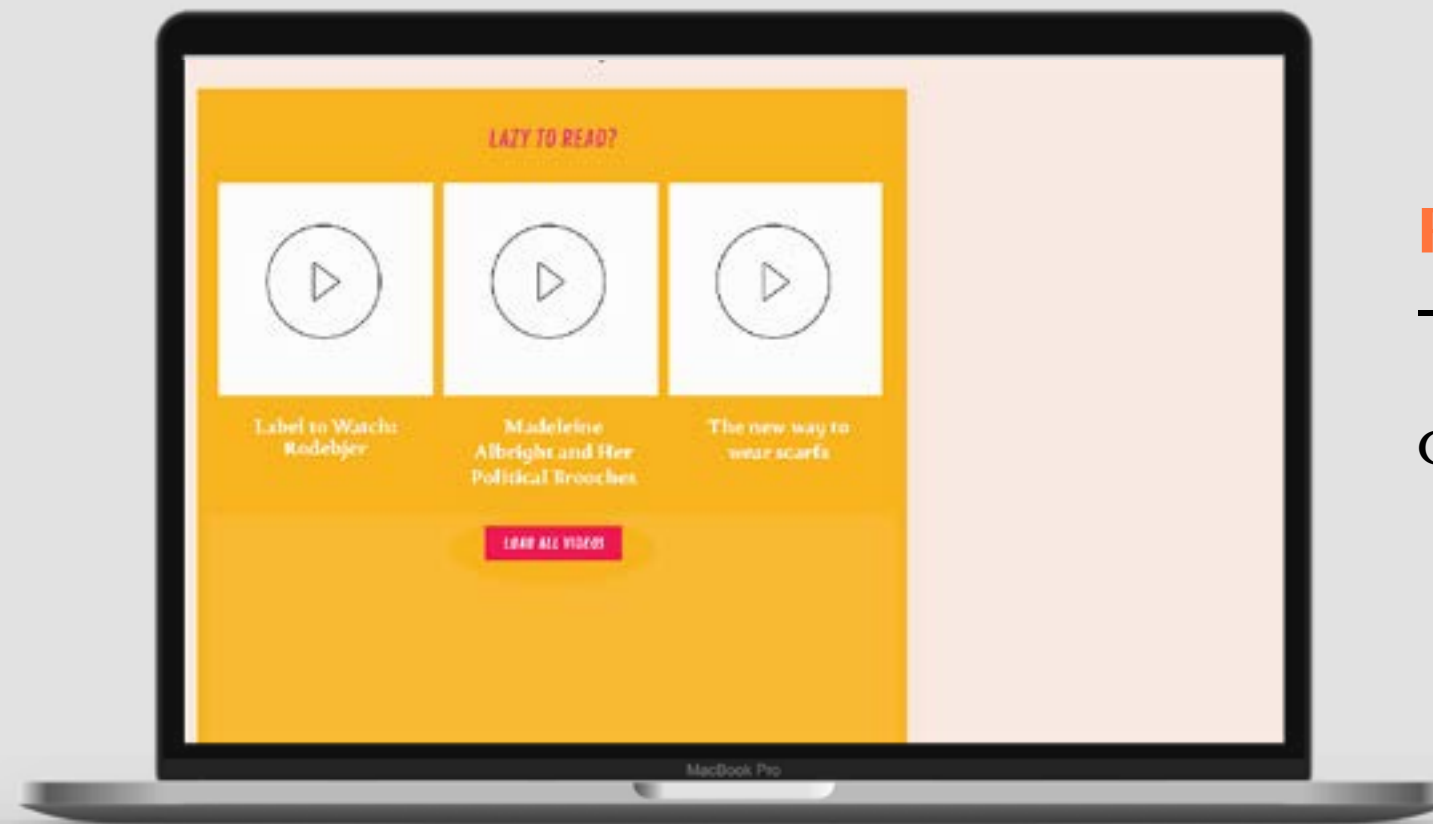 LAZY TO READ?
Label to Watch:
Rodebjer
Madeleine
Albright and Her
Political Brooches
The new way to
wear scarfs
LOAD ALL VIDEOS
MacBook Pro